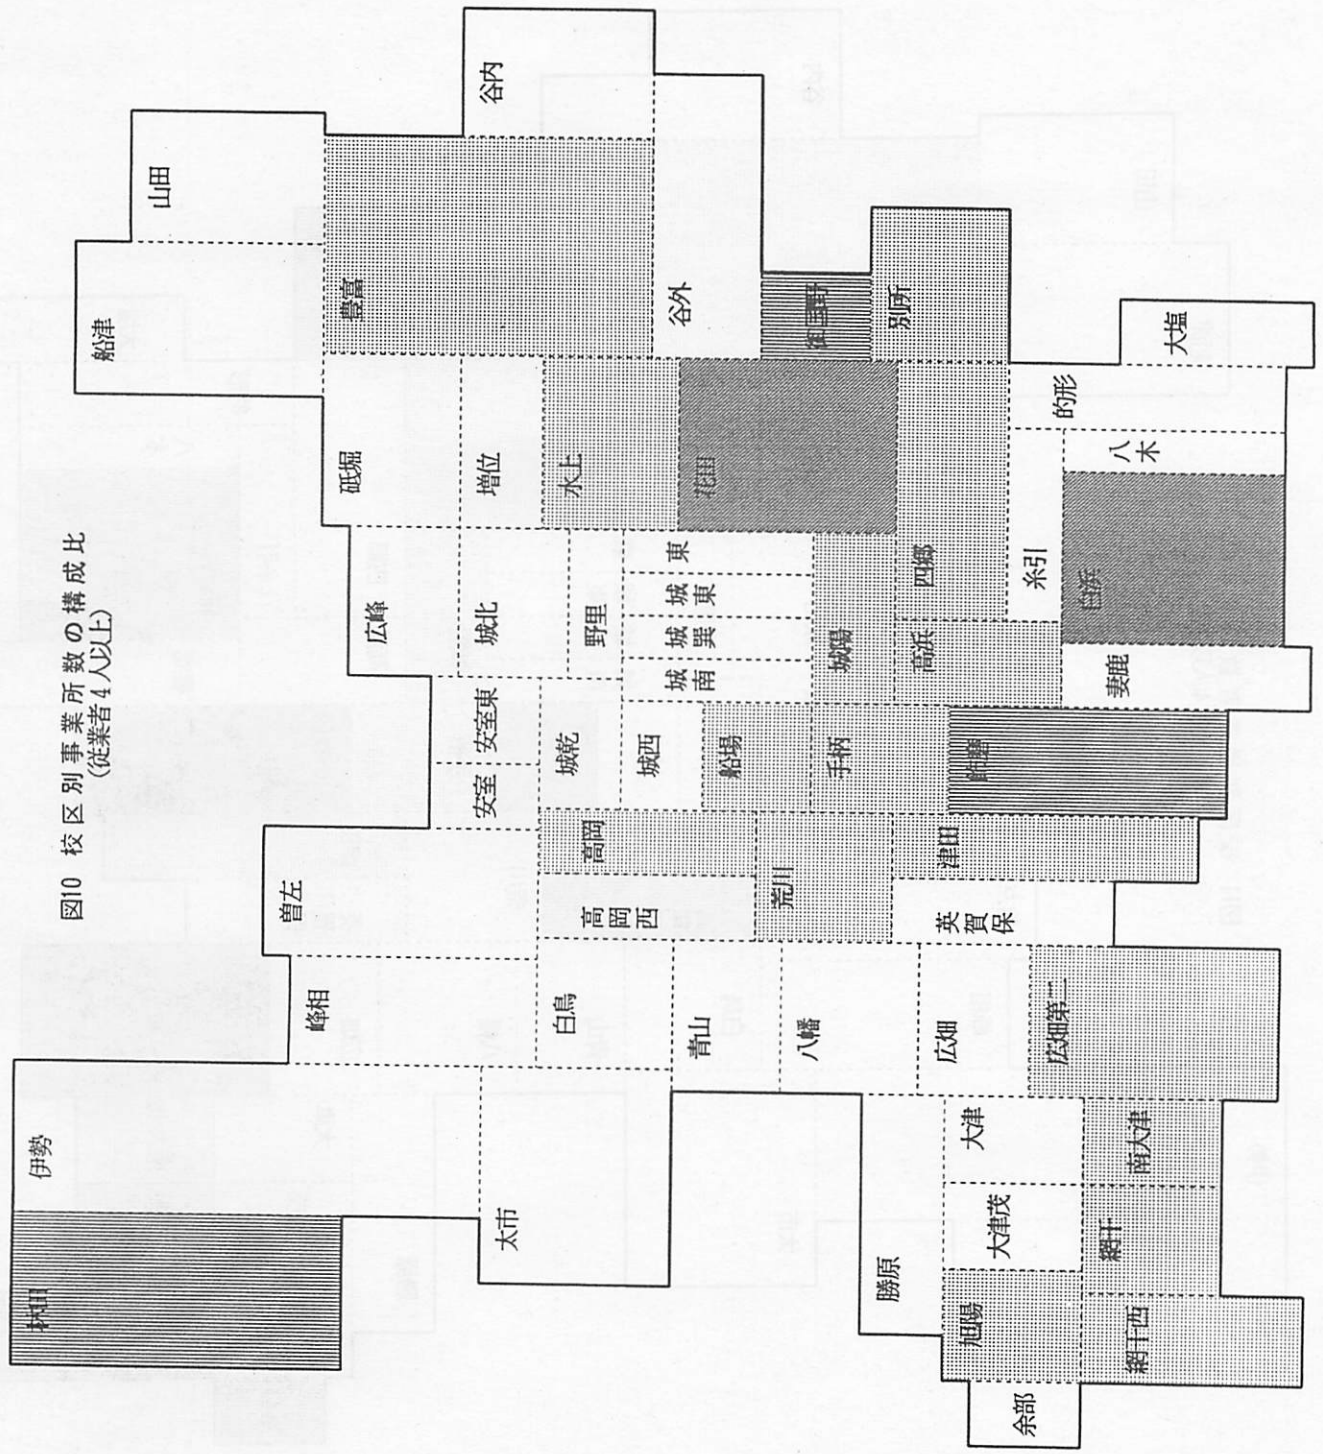 図10 校区別事業所数の構成比
(従業者4人以上)
林田
伊勢
太市
峰相
曽左
白鳥
青山
八幡
広畑
広畑第二
勝原
大津
大津茂
南大津
旭陽
網干
網干西
余部
安室
安室東
高岡
高岡西
荒川
津田
英賀保
広峰
城北
野里
城乾
城西
船場
手柄
飾磨
東
城東
城巽
城南
城陽
高浜
四郷
糸引
妻鹿
白浜
八木
的形
大塩
砥堀
増位
水上
花田
船津
山田
豊富
谷内
谷外
御国野
別所